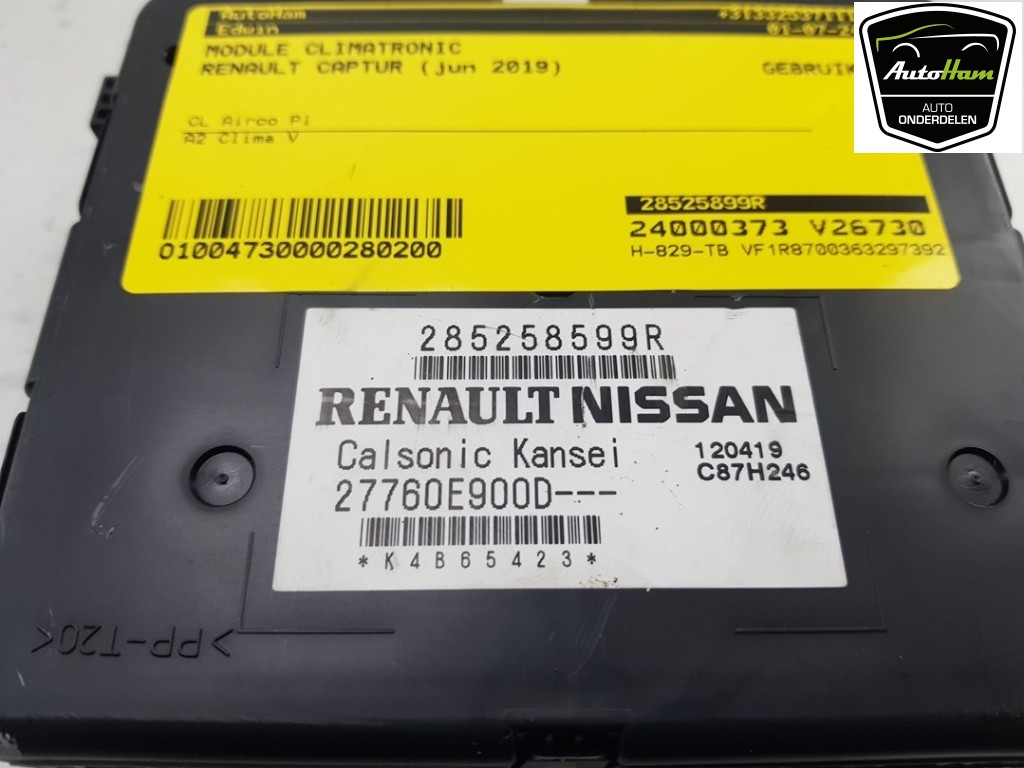 AutoHam
Edwin
MODULE CLIMATRONIC
RENAULT CAPTUR (jun 2019)
CL Airco Pl
A2 Clima V
01004730000280200
28525899R
24000373 V26730
H-829-TB VF1R8700363297392
AutoHam
AUTO
ONDERDELEN
285258599R
RENAULT NISSAN
Calsonic Kansei
120419
C87H246
27760E900D---
*K4B65423*
>PP-T20<